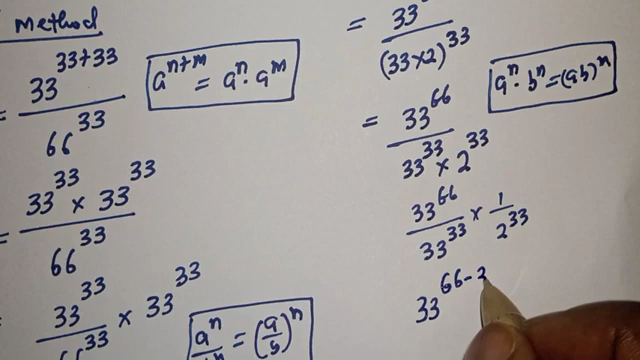 Method
= 33^(33+33) / 66^33
a^(n+m) = a^n · a^m
= 33^33 × 33^33 / 66^33
= 33^33 / 66^33 × 33^33
a^n / b^n = (a/b)^n
= 33 / (33×2)^33
a^n · b^n = (ab)^n
= 33^66 / 33^33 × 2^33
33^66 / 33^33 × 1 / 2^33
33^(66-3